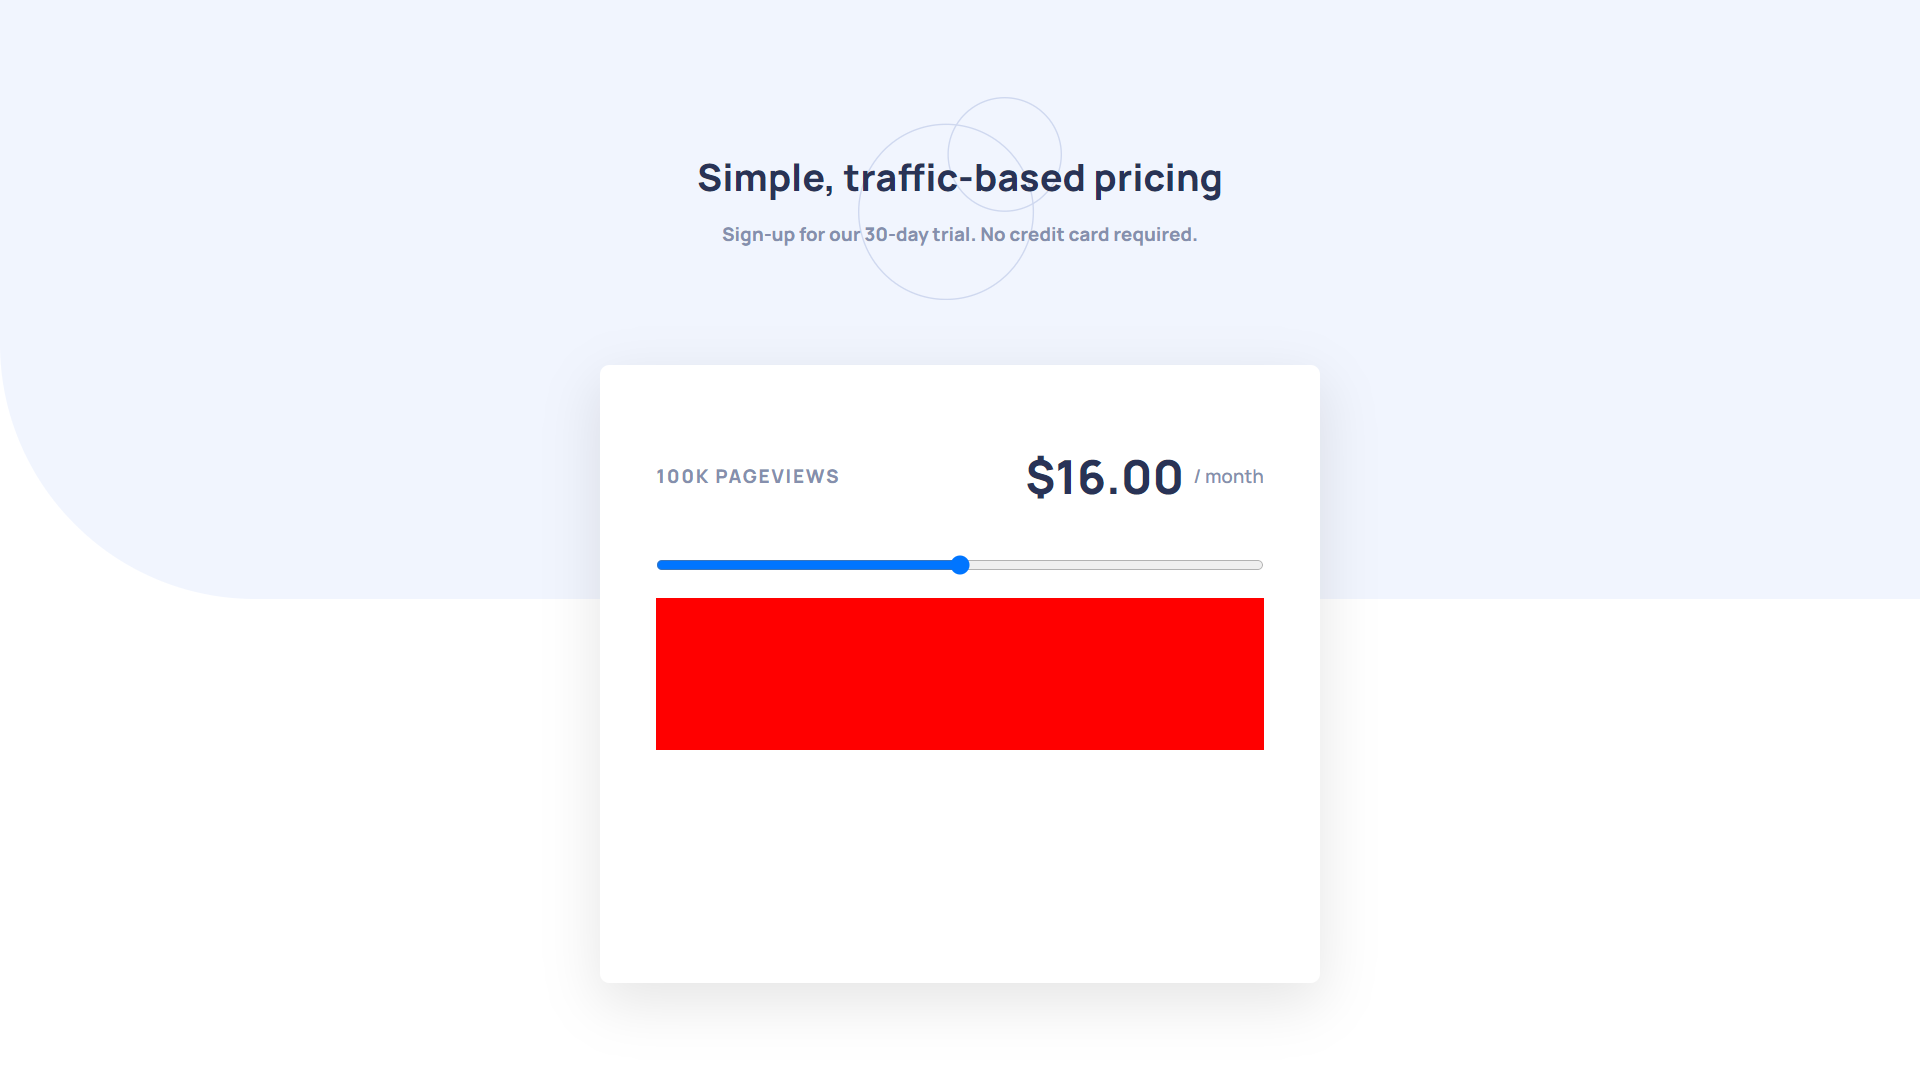 Simple, traffic-based pricing
Sign-up for our 30-day trial. No credit card required.
100K PAGEVIEWS
$16.00 / month